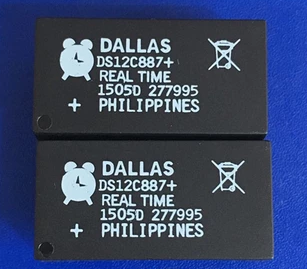 DALLAS
DS12C887+
REAL TIME
1505D 277995
+ PHILIPPINES
DALLAS
DS12C887+
REAL TIME
1505D 277995
+ PHILIPPINES